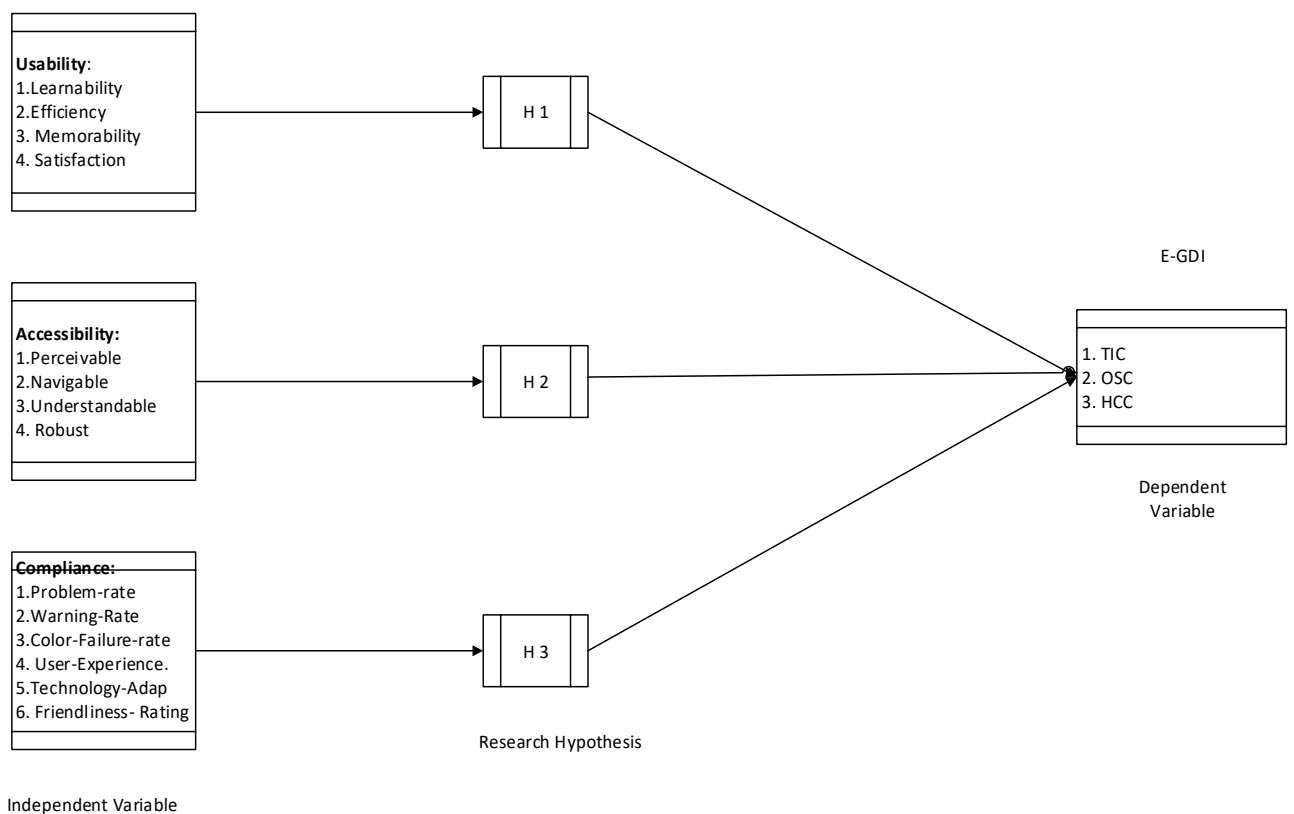 Usability:
1.Learnability
2.Efficiency
3. Memorability
4. Satisfaction
H 1
Accessibility:
1.Perceivable
2.Navigable
3.Understandable
4. Robust
H 2
Compliance:
1.Problem-rate
2.Warning-Rate
3.Color-Failure-rate
4. User-Experience.
5.Technology-Adap
6. Friendliness- Rating
H 3
Research Hypothesis
Independent Variable
E-GDI
1. TIC
2. OSC
3. HCC
Dependent
Variable